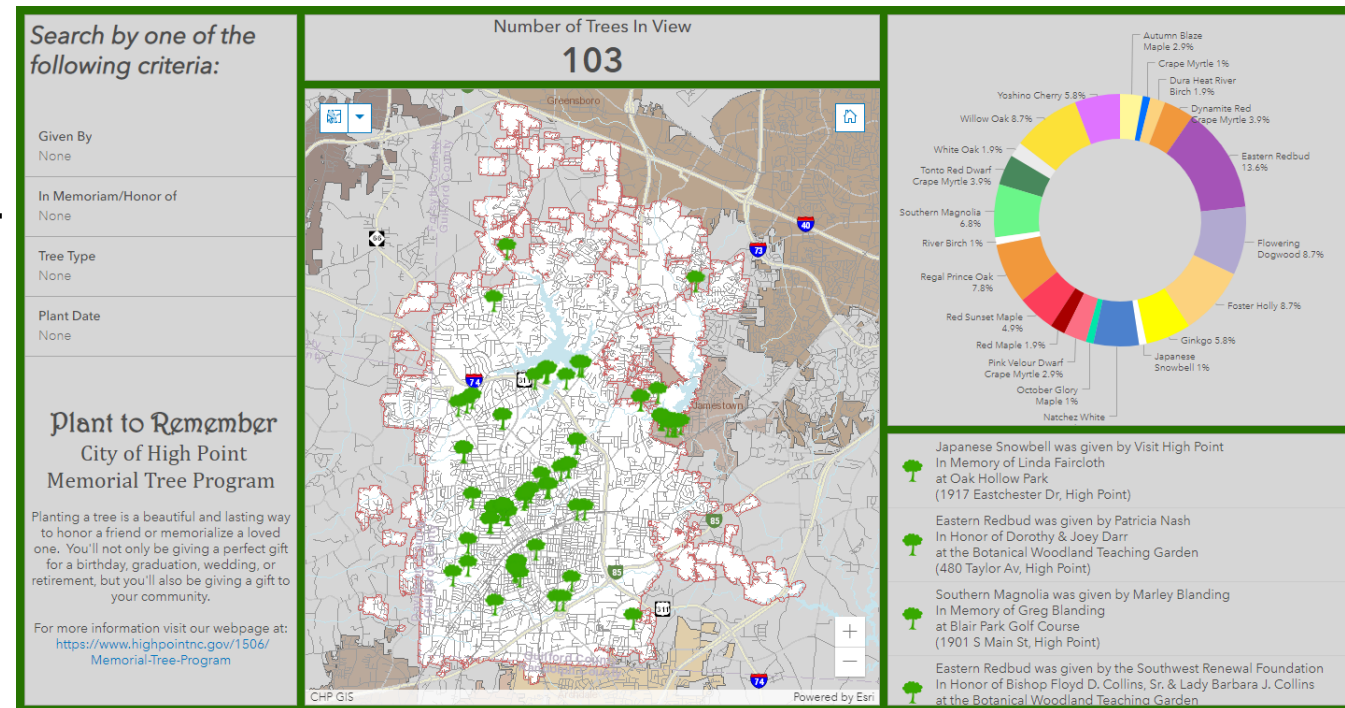 Search by one of the
following criteria:
Given By
None
In Memoriam/Honor of
None
Tree Type
None
Plant Date
None
Plant to Remember
City of High Point
Memorial Tree Program
Planting a tree is a beautiful and lasting way
to honor a friend or memorialize a loved
one. You'll not only be giving a perfect gift
for a birthday, graduation, wedding, or
retirement, but you'll also be giving a gift to
your community.
For more information visit our webpage at:
https://www.highpointnc.gov/1506/
Memorial-Tree-Program
Number of Trees In View
103
Greensboro
40
73
66
74
311
Jamestown
85
85
311
74
CHP GIS
Powered by Esri
Autumn Blaze
Maple 2.9%
Crape Myrtle 1%
Dura Heat River
Birch 1.9%
Dynamite Red
Crape Myrtle 3.9%
Eastern Redbud
13.6%
Flowering
Dogwood 8.7%
Foster Holly 8.7%
Ginkgo 5.8%
Japanese
Snowbell 1%
Natchez White
October Glory
Maple 1%
Pink Velour Dwarf
Crape Myrtle 2.9%
Red Maple 1.9%
Red Sunset Maple
4.9%
Regal Prince Oak
7.8%
River Birch 1%
Southern Magnolia
6.8%
Tonto Red Dwarf
Crape Myrtle 3.9%
White Oak 1.9%
Willow Oak 8.7%
Yoshino Cherry 5.8%
Japanese Snowbell was given by Visit High Point
In Memory of Linda Faircloth
at Oak Hollow Park
(1917 Eastchester Dr, High Point)
Eastern Redbud was given by Patricia Nash
In Honor of Dorothy & Joey Darr
at the Botanical Woodland Teaching Garden
(480 Taylor Av, High Point)
Southern Magnolia was given by Marley Blanding
In Memory of Greg Blanding
at Blair Park Golf Course
(1901 S Main St, High Point)
Eastern Redbud was given by the Southwest Renewal Foundation
In Honor of Bishop Floyd D. Collins, Sr. & Lady Barbara J. Collins
at the Botanical Woodland Teaching Garden